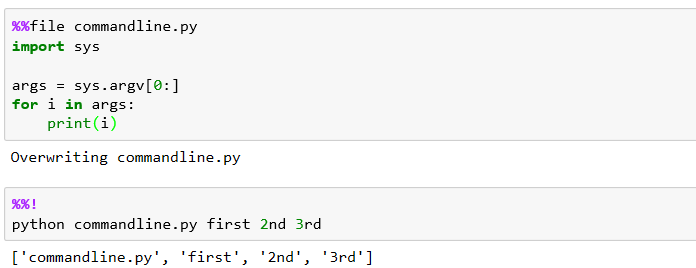 %%file commandline.py
import sys

args = sys.argv[0:]
for i in args:
    print(i)
Overwriting commandline.py
%%!
python commandline.py first 2nd 3rd
['commandline.py', 'first', '2nd', '3rd']